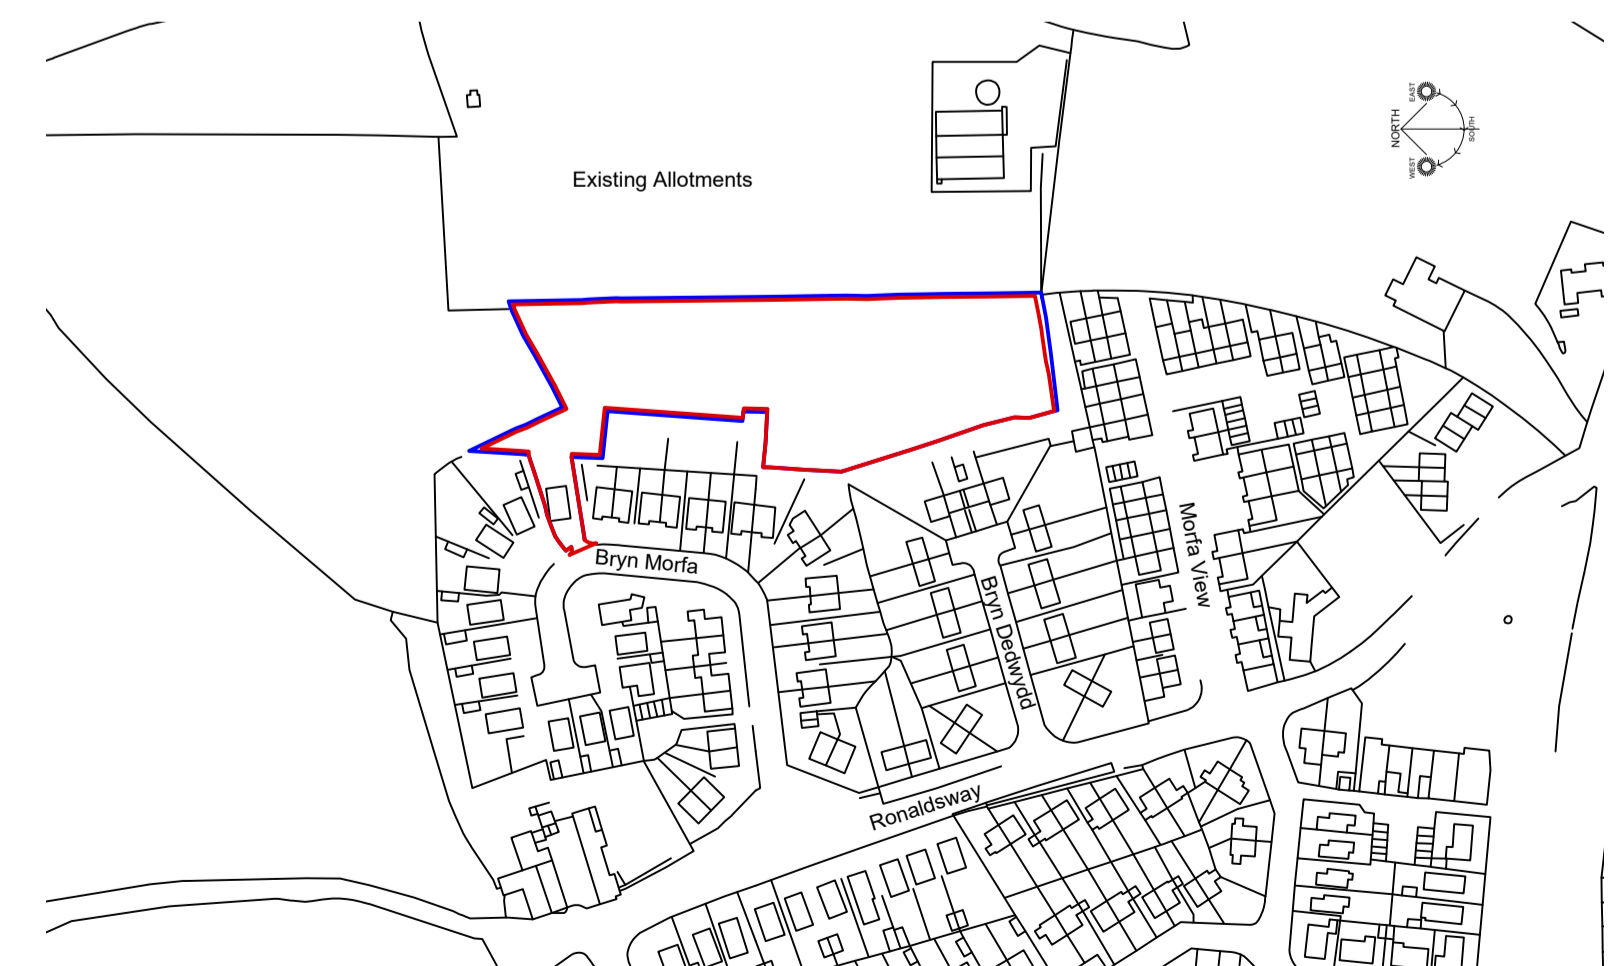 EAST
NORTH
SOUTH
WEST
Existing Allotments
Morfa View
Bryn Morfa
Bryn Dedwydd
Ronaldsway